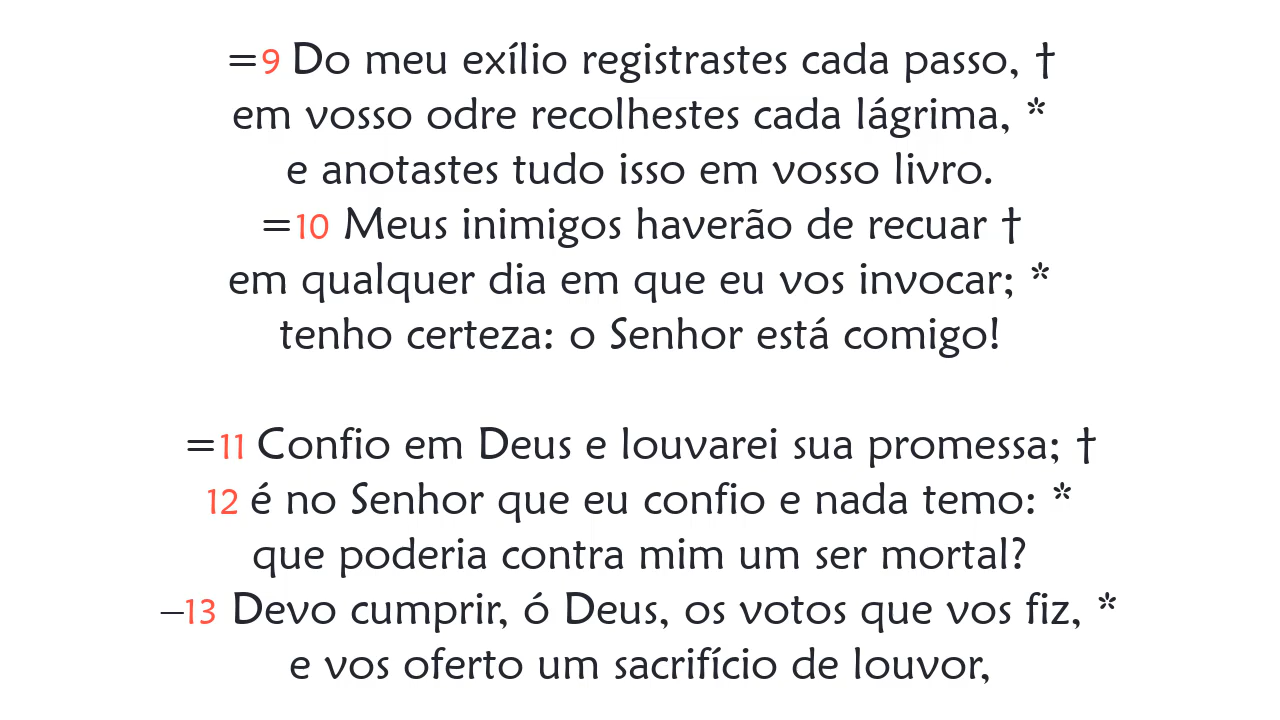 =9 Do meu exílio registrastes cada passo, †
em vosso odre recolhestes cada lágrima, *
e anotastes tudo isso em vosso livro.
=10 Meus inimigos haverão de recuar †
em qualquer dia em que eu vos invocar; *
tenho certeza: o Senhor está comigo!
=11 Confio em Deus e louvarei sua promessa; †
12 é no Senhor que eu confio e nada temo: *
que poderia contra mim um ser mortal?
–13 Devo cumprir, ó Deus, os votos que vos fiz, *
e vos oferto um sacrifício de louvor,